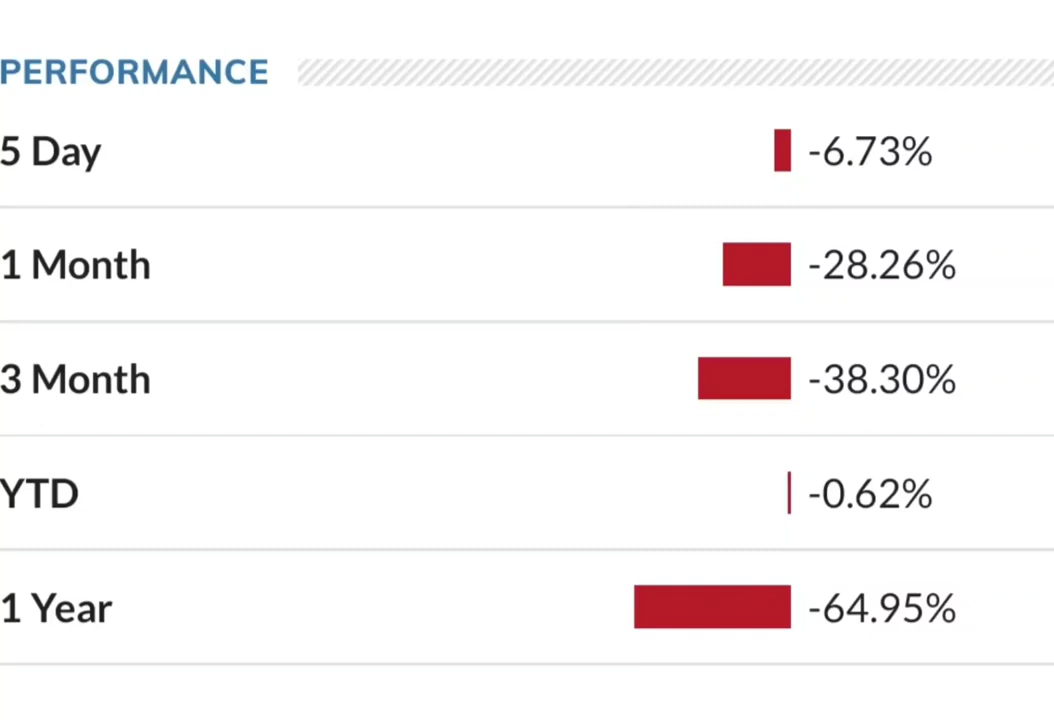 PERFORMANCE
5 Day -6.73%
1 Month -28.26%
3 Month -38.30%
YTD -0.62%
1 Year -64.95%